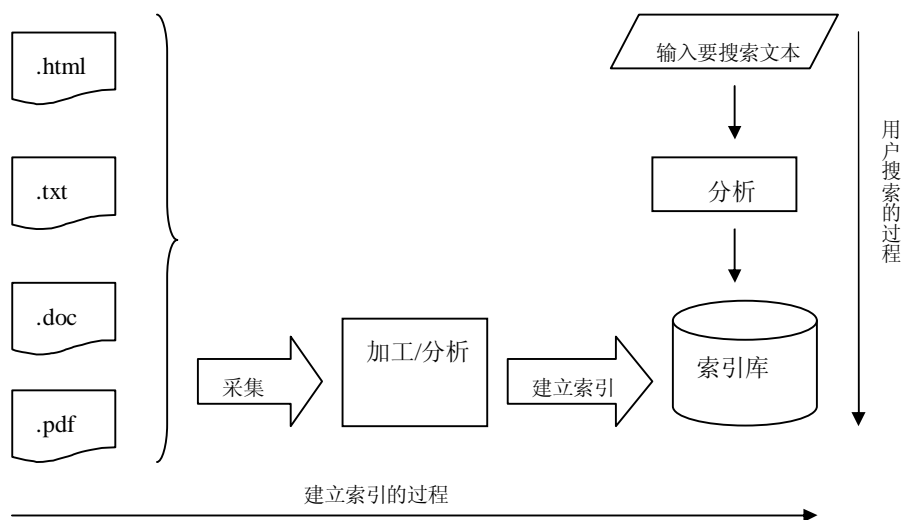 .html
.txt
.doc
.pdf
采集
加工/分析
建立索引
输入要搜索文本
分析
索引库
用户搜索的过程
建立索引的过程